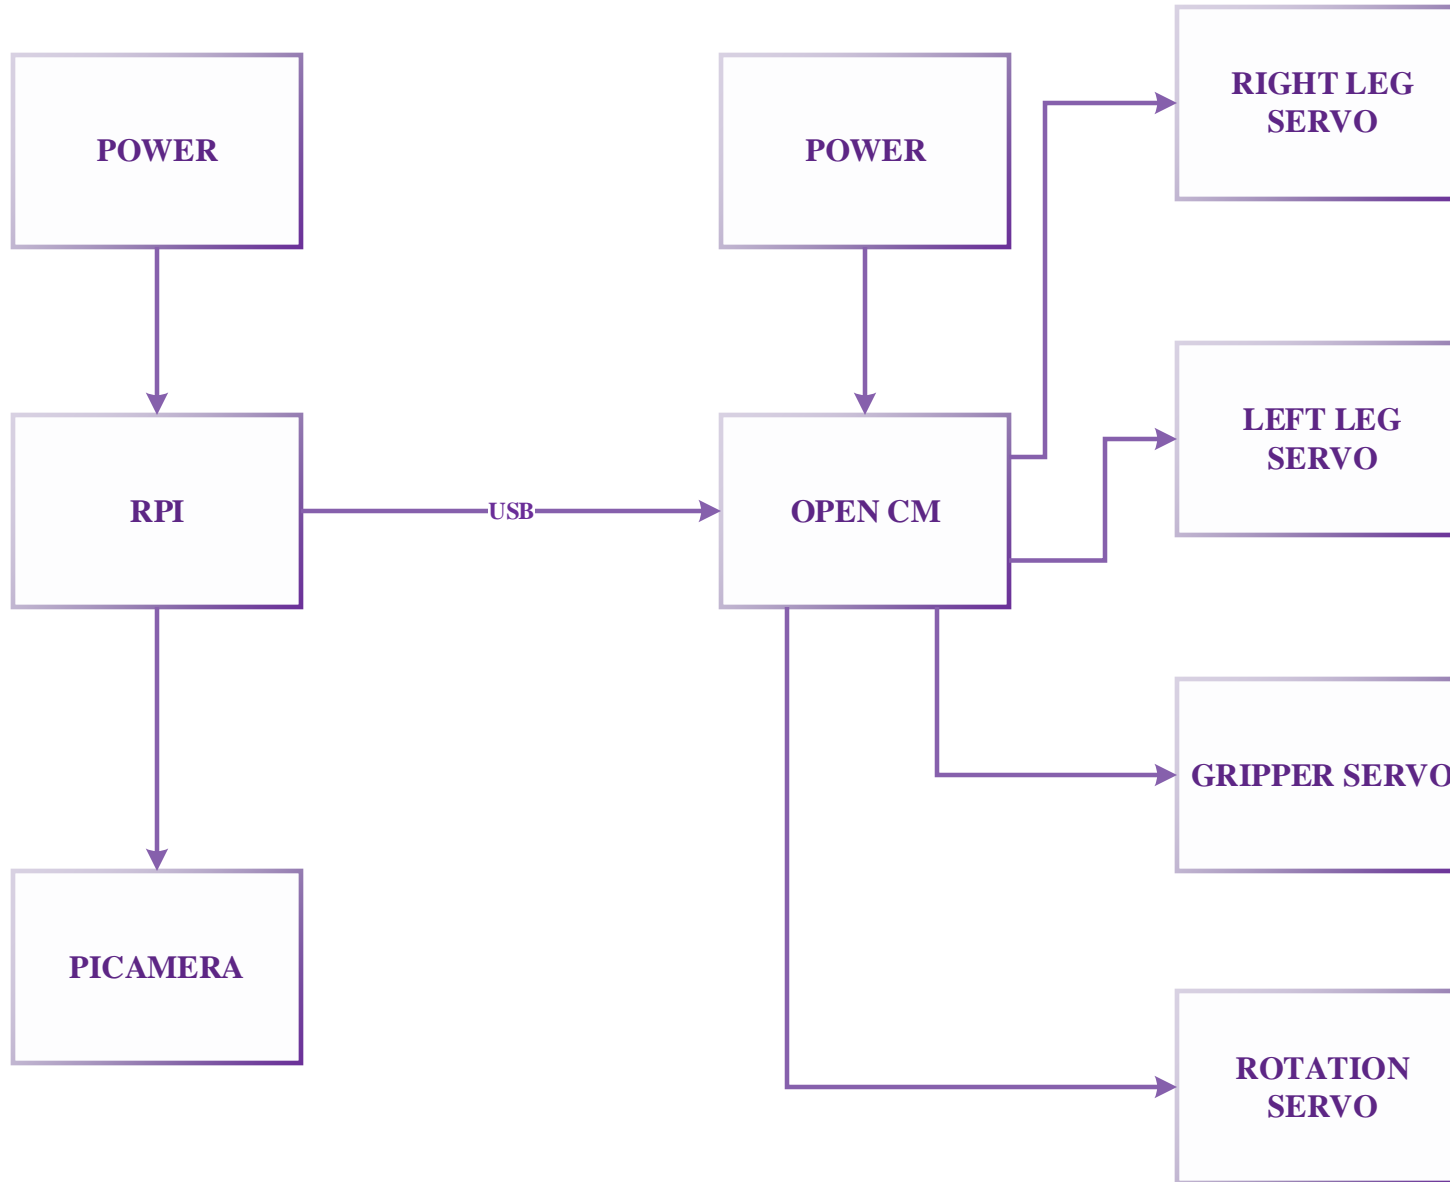 POWER
POWER
RIGHT LEG
SERVO
LEFT LEG
SERVO
RPI
USB
OPEN CM
GRIPPER SERVO
PICAMERA
ROTATION
SERVO